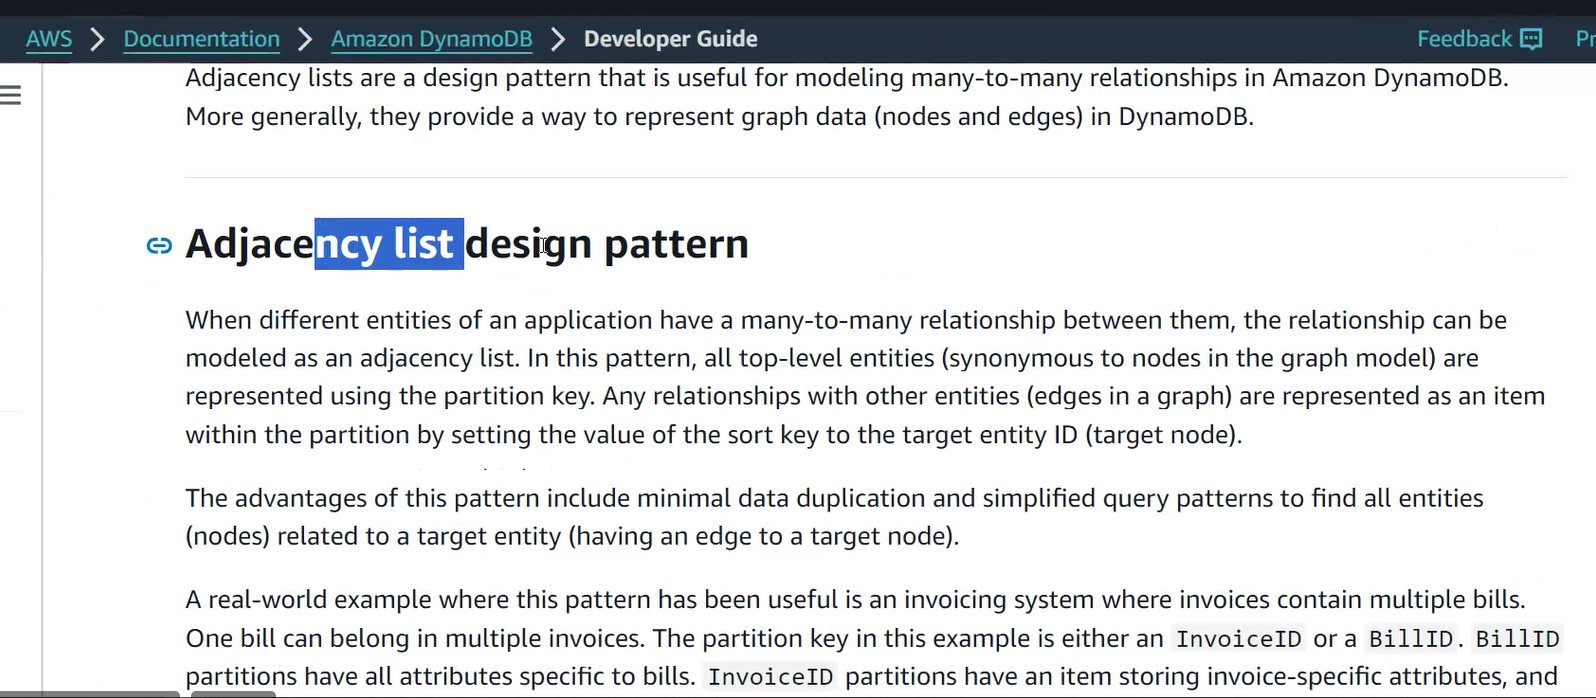 AWS > Documentation > Amazon DynamoDB > Developer Guide
Feedback
Adjacency lists are a design pattern that is useful for modeling many-to-many relationships in Amazon DynamoDB.
More generally, they provide a way to represent graph data (nodes and edges) in DynamoDB.
Adjacency list design pattern
When different entities of an application have a many-to-many relationship between them, the relationship can be
modeled as an adjacency list. In this pattern, all top-level entities (synonymous to nodes in the graph model) are
represented using the partition key. Any relationships with other entities (edges in a graph) are represented as an item
within the partition by setting the value of the sort key to the target entity ID (target node).
The advantages of this pattern include minimal data duplication and simplified query patterns to find all entities
(nodes) related to a target entity (having an edge to a target node).
A real-world example where this pattern has been useful is an invoicing system where invoices contain multiple bills.
One bill can belong in multiple invoices. The partition key in this example is either an InvoiceID or a BillID. BillID
partitions have all attributes specific to bills. InvoiceID partitions have an item storing invoice-specific attributes, and